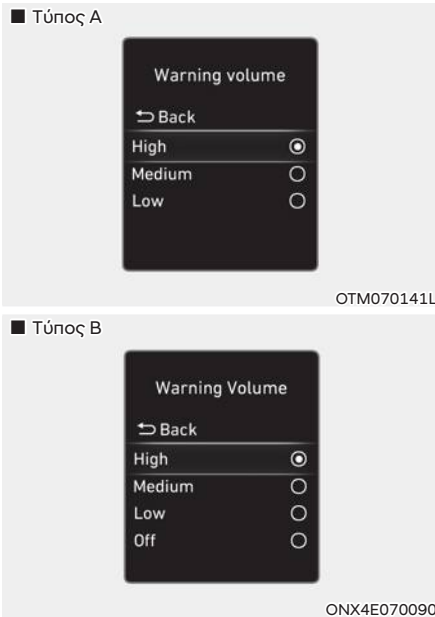 ■ Τύπος A
Warning volume
⮌ Back
High
Medium
Low
OTM070141L
■ Τύπος B
Warning Volume
⮌ Back
High
Medium
Low
Off
ONX4E070090